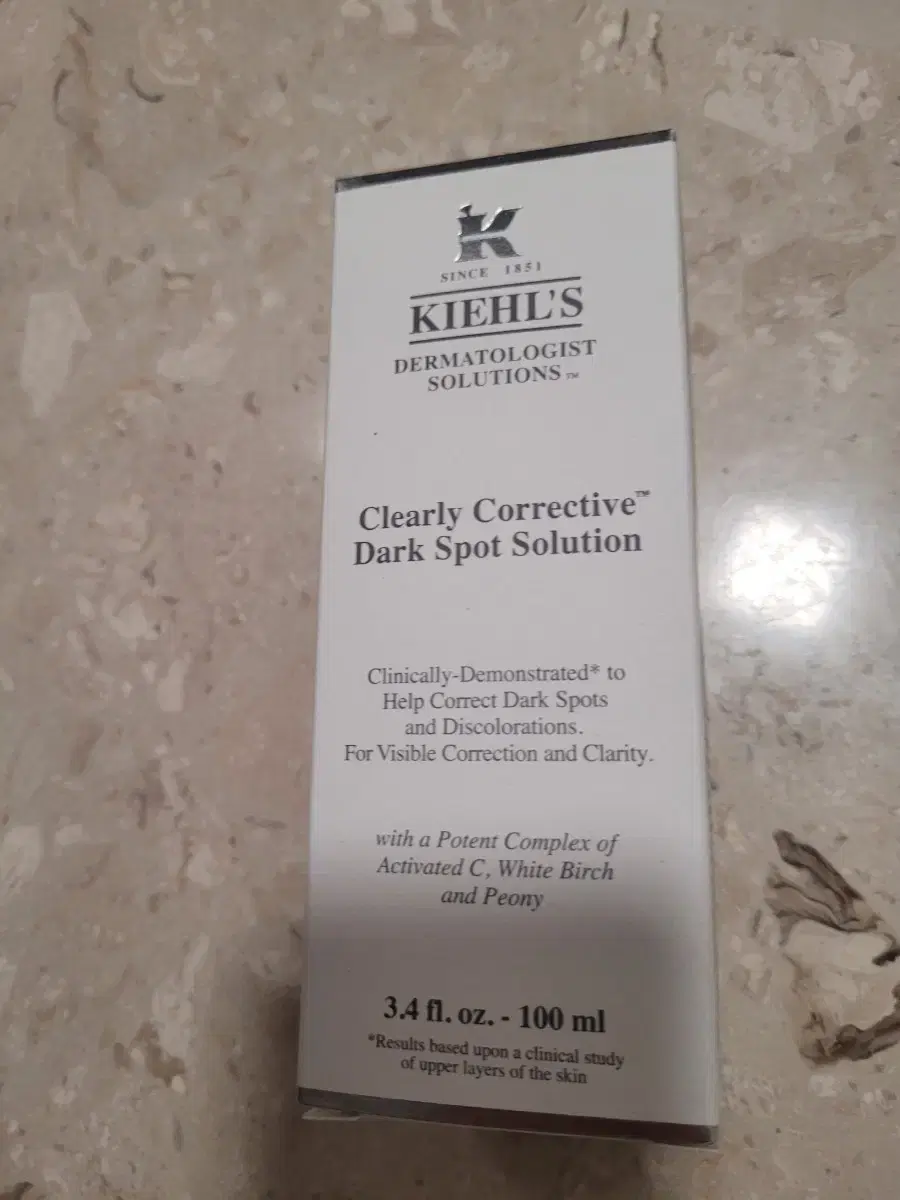 K
SINCE 1851
KIEHL'S
DERMATOLOGIST
SOLUTIONS™
Clearly Corrective™
Dark Spot Solution
Clinically-Demonstrated* to
Help Correct Dark Spots
and Discolorations.
For Visible Correction and Clarity.
with a Potent Complex of
Activated C, White Birch
and Peony
3.4 fl. oz. - 100 ml
*Results based upon a clinical study
of upper layers of the skin